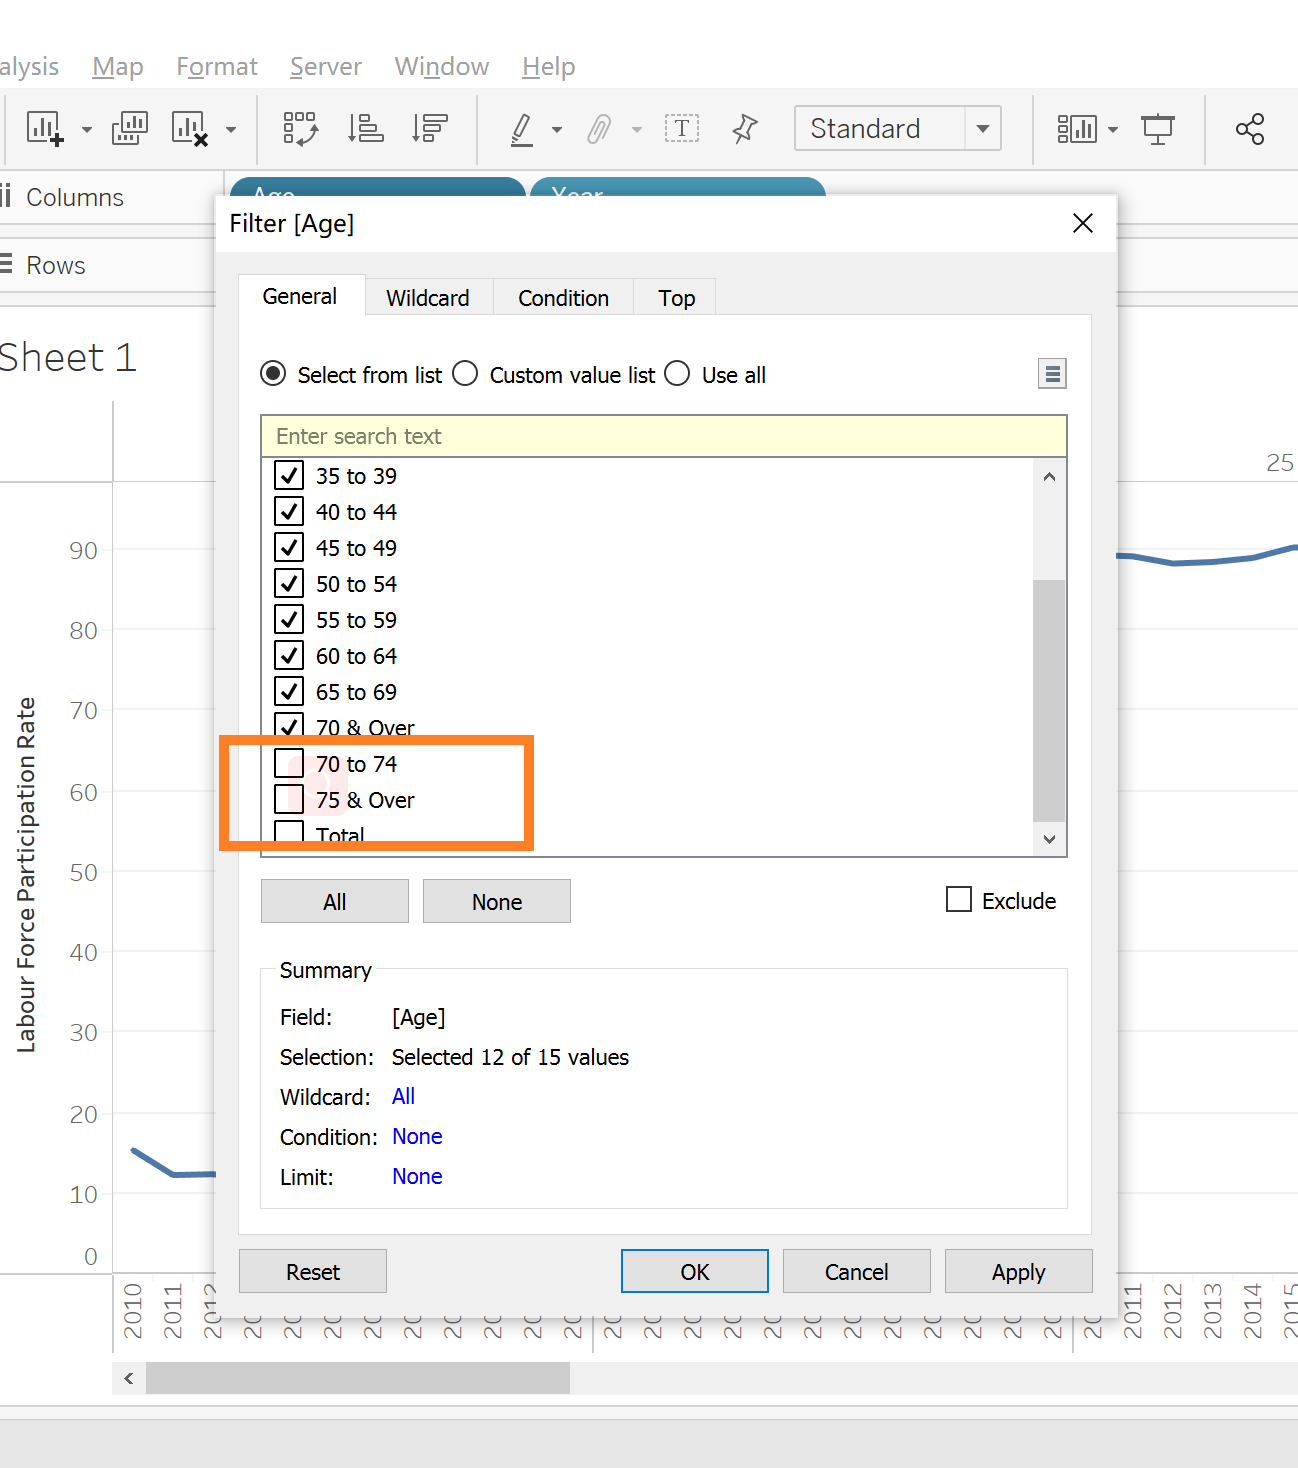 alysis Map Format Server Window Help
T Standard
Columns Age Year
Filter [Age]
Rows
General Wildcard Condition Top
Sheet 1
Select from list Custom value list Use all
Enter search text
25
35 to 39
40 to 44
45 to 49
50 to 54
55 to 59
60 to 64
65 to 69
70 & Over
70 to 74
75 & Over
Total
All None Exclude
Summary
Field: [Age]
Selection: Selected 12 of 15 values
Wildcard: All
Condition: None
Limit: None
Reset OK Cancel Apply
Labour Force Participation Rate
90
80
70
60
50
40
30
20
10
0
2010 2011 2012 2011 2012 2013 2014 2015